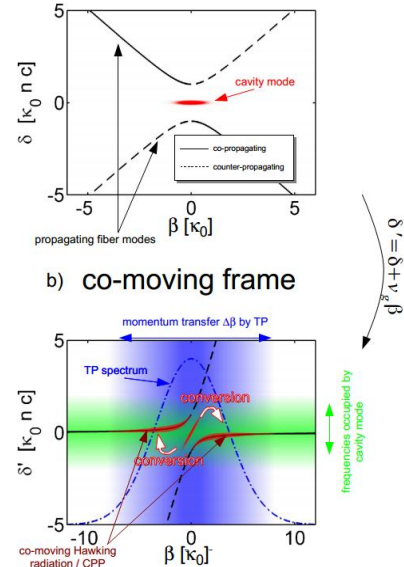 5
0
-5
δ [κ₀ n c]
cavity mode
co-propagating
counter-propagating
-5 0 5
β [κ₀]
propagating fiber modes
δ'=δ+v_g β
b) co-moving frame
momentum transfer Δβ by TP
5
0
-5
δ' [κ₀ n c]
TP spectrum
conversion
conversion
frequencies occupied by
cavity mode
-10 0 10
β [κ₀]
co-moving Hawking
radiation / CPP